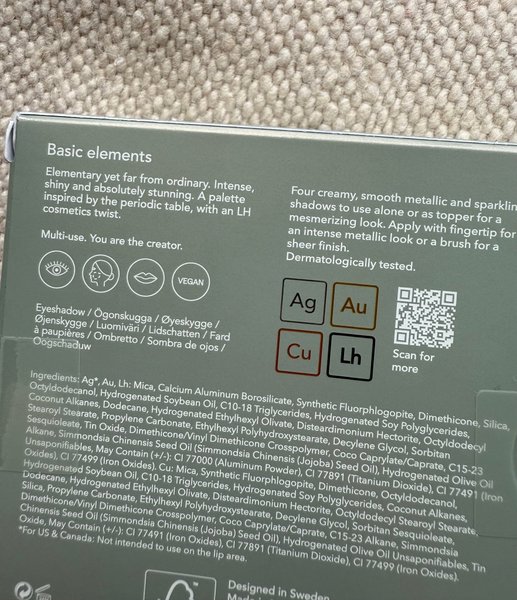 Basic elements
Elementary yet far from ordinary. Intense,
shiny and absolutely stunning. A palette
inspired by the periodic table, with an LH
cosmetics twist.
Multi-use. You are the creator.
VEGAN
Eyeshadow / Ögonskugga / Øyeskygge /
Øjenskygge / Luomiväri / Lidschatten / Fard
à paupières / Ombretto / Sombra de ojos /
Oogschaduw
Four creamy, smooth metallic and sparklin
shadows to use alone or as topper for a
mesmerizing look. Apply with fingertip for
an intense metallic look or a brush for a
sheer finish.
Dermatologically tested.
Ag Au
Cu Lh
Scan for
more
Ingredients: Ag*, Au, Lh: Mica, Calcium Aluminum Borosilicate, Synthetic Fluorphlogopite, Dimethicone, Silica,
Octyldodecanol, Hydrogenated Soybean Oil, C10-18 Triglycerides, Hydrogenated Soy Polyglycerides,
Coconut Alkanes, Dodecane, Hydrogenated Ethylhexyl Olivate, Disteardimonium Hectorite, Octyldodecyl
Stearoyl Stearate, Propylene Carbonate, Ethylhexyl Polyhydroxystearate, Decylene Glycol, Sorbitan
Sesquioleate, Tin Oxide, Dimethicone/Vinyl Dimethicone Crosspolymer, Coco Caprylate/Caprate, C15-23
Alkane, Simmondsia Chinensis Seed Oil (Simmondsia Chinensis (Jojoba) Seed Oil), Hydrogenated Olive Oil
Unsaponifiables, May Contain (+/-): CI 77000 (Aluminum Powder), CI 77891 (Titanium Dioxide), CI 77491 (Iron
Oxide), CI 77499 (Iron Oxides). Cu: Mica, Synthetic Fluorphlogopite, Dimethicone, Octyldodecanol,
Hydrogenated Soybean Oil, C10-18 Triglycerides, Hydrogenated Soy Polyglycerides, Coconut Alkanes,
Dodecane, Hydrogenated Ethylhexyl Olivate, Disteardimonium Hectorite, Octyldodecyl Stearoyl Stearate,
Silica, Propylene Carbonate, Ethylhexyl Polyhydroxystearate, Decylene Glycol, Sorbitan Sesquioleate, Tin
Oxide, Dimethicone/Vinyl Dimethicone Crosspolymer, Coco Caprylate/Caprate, C15-23 Alkane, Simmondsia
Chinensis Seed Oil (Simmondsia Chinensis (Jojoba) Seed Oil), Hydrogenated Olive Oil Unsaponifiables, Tin
Oxide, May Contain (+/-): CI 77891 (Titanium Dioxide), CI 77491 (Iron Oxide), CI 77499 (Iron Oxides).
*For US & Canada: Not intended to use on the lip area.
Designed in Sweden